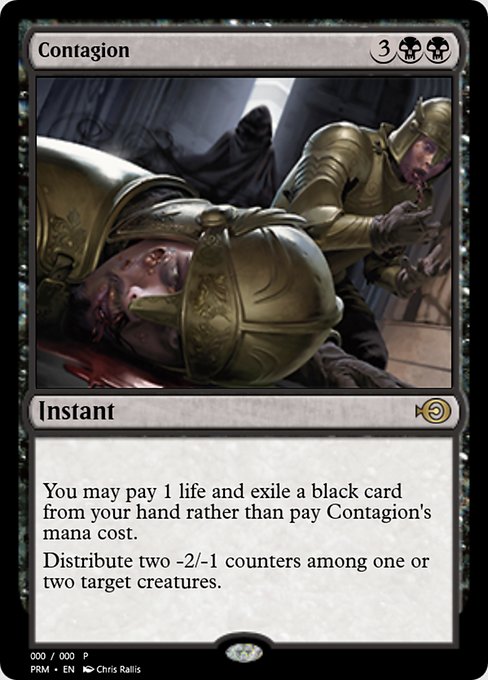 Contagion 3
Instant
You may pay 1 life and exile a black card
from your hand rather than pay Contagion's
mana cost.
Distribute two -2/-1 counters among one or
two target creatures.
000 / 000 P
PRM • EN Chris Rallis